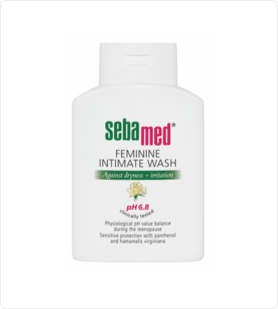 sebamed®
FEMININE
INTIMATE WASH
Against dryness + irritation
pH 6.8
clinically tested
Physiological pH value balance
during the menopause
Sensitive protection with panthenol
and hamamelis virginiana